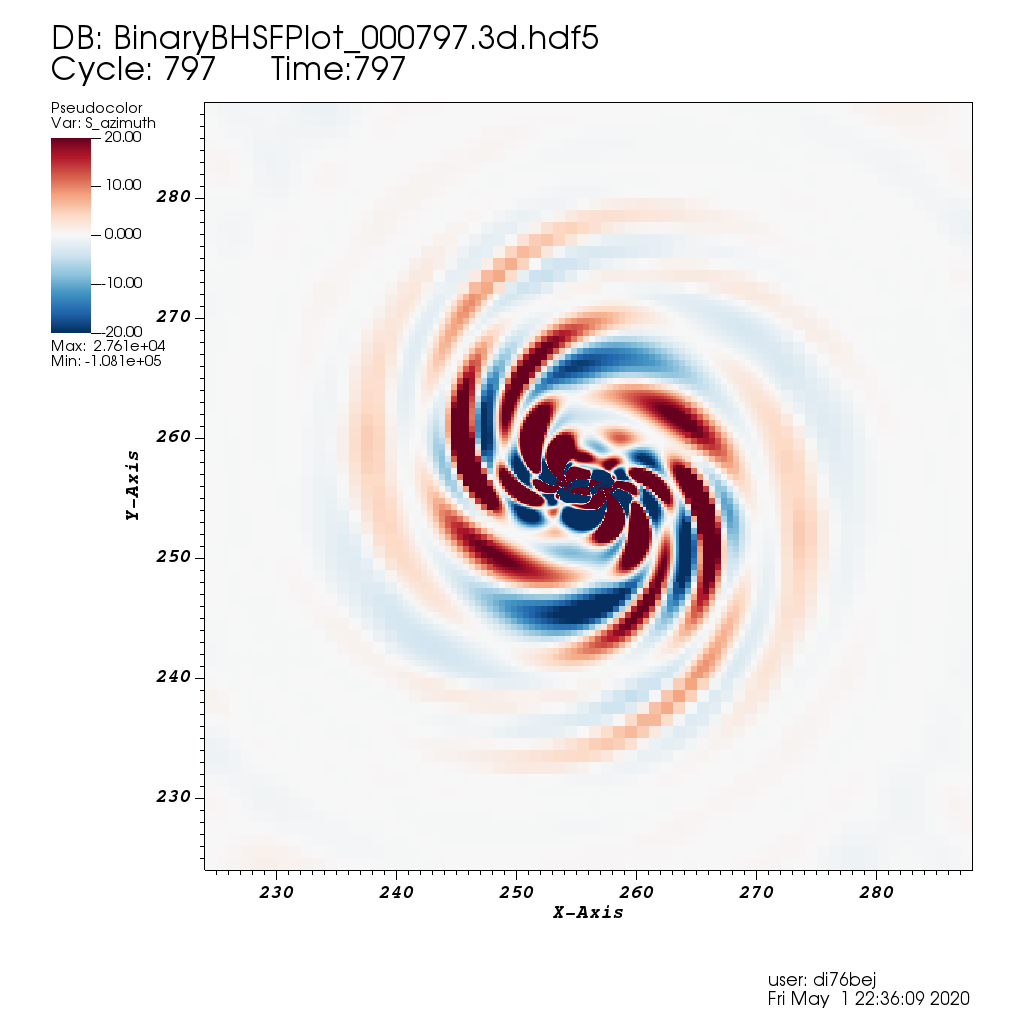 DB: BinaryBHSFPlot_000797.3d.hdf5
Cycle: 797 Time:797
Pseudocolor
Var: S_azimuth
20.00
10.00
0.000
-10.00
-20.00
Max: 2.761e+04
Min: -1.081e+05
280
270
260
250
240
230
Y-Axis
230 240 250 260 270 280
X-Axis
user: di76bej
Fri May 1 22:36:09 2020